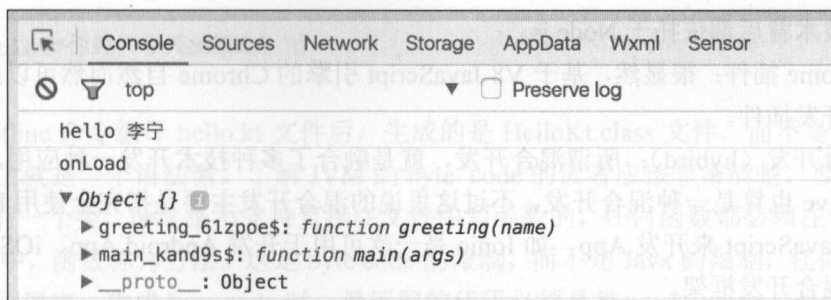 Console Sources Network Storage AppData Wxml Sensor
top Preserve log
hello 李宁
onLoad
Object {}
greeting_61zpoe$: function greeting(name)
main_kand9s$: function main(args)
__proto__: Object